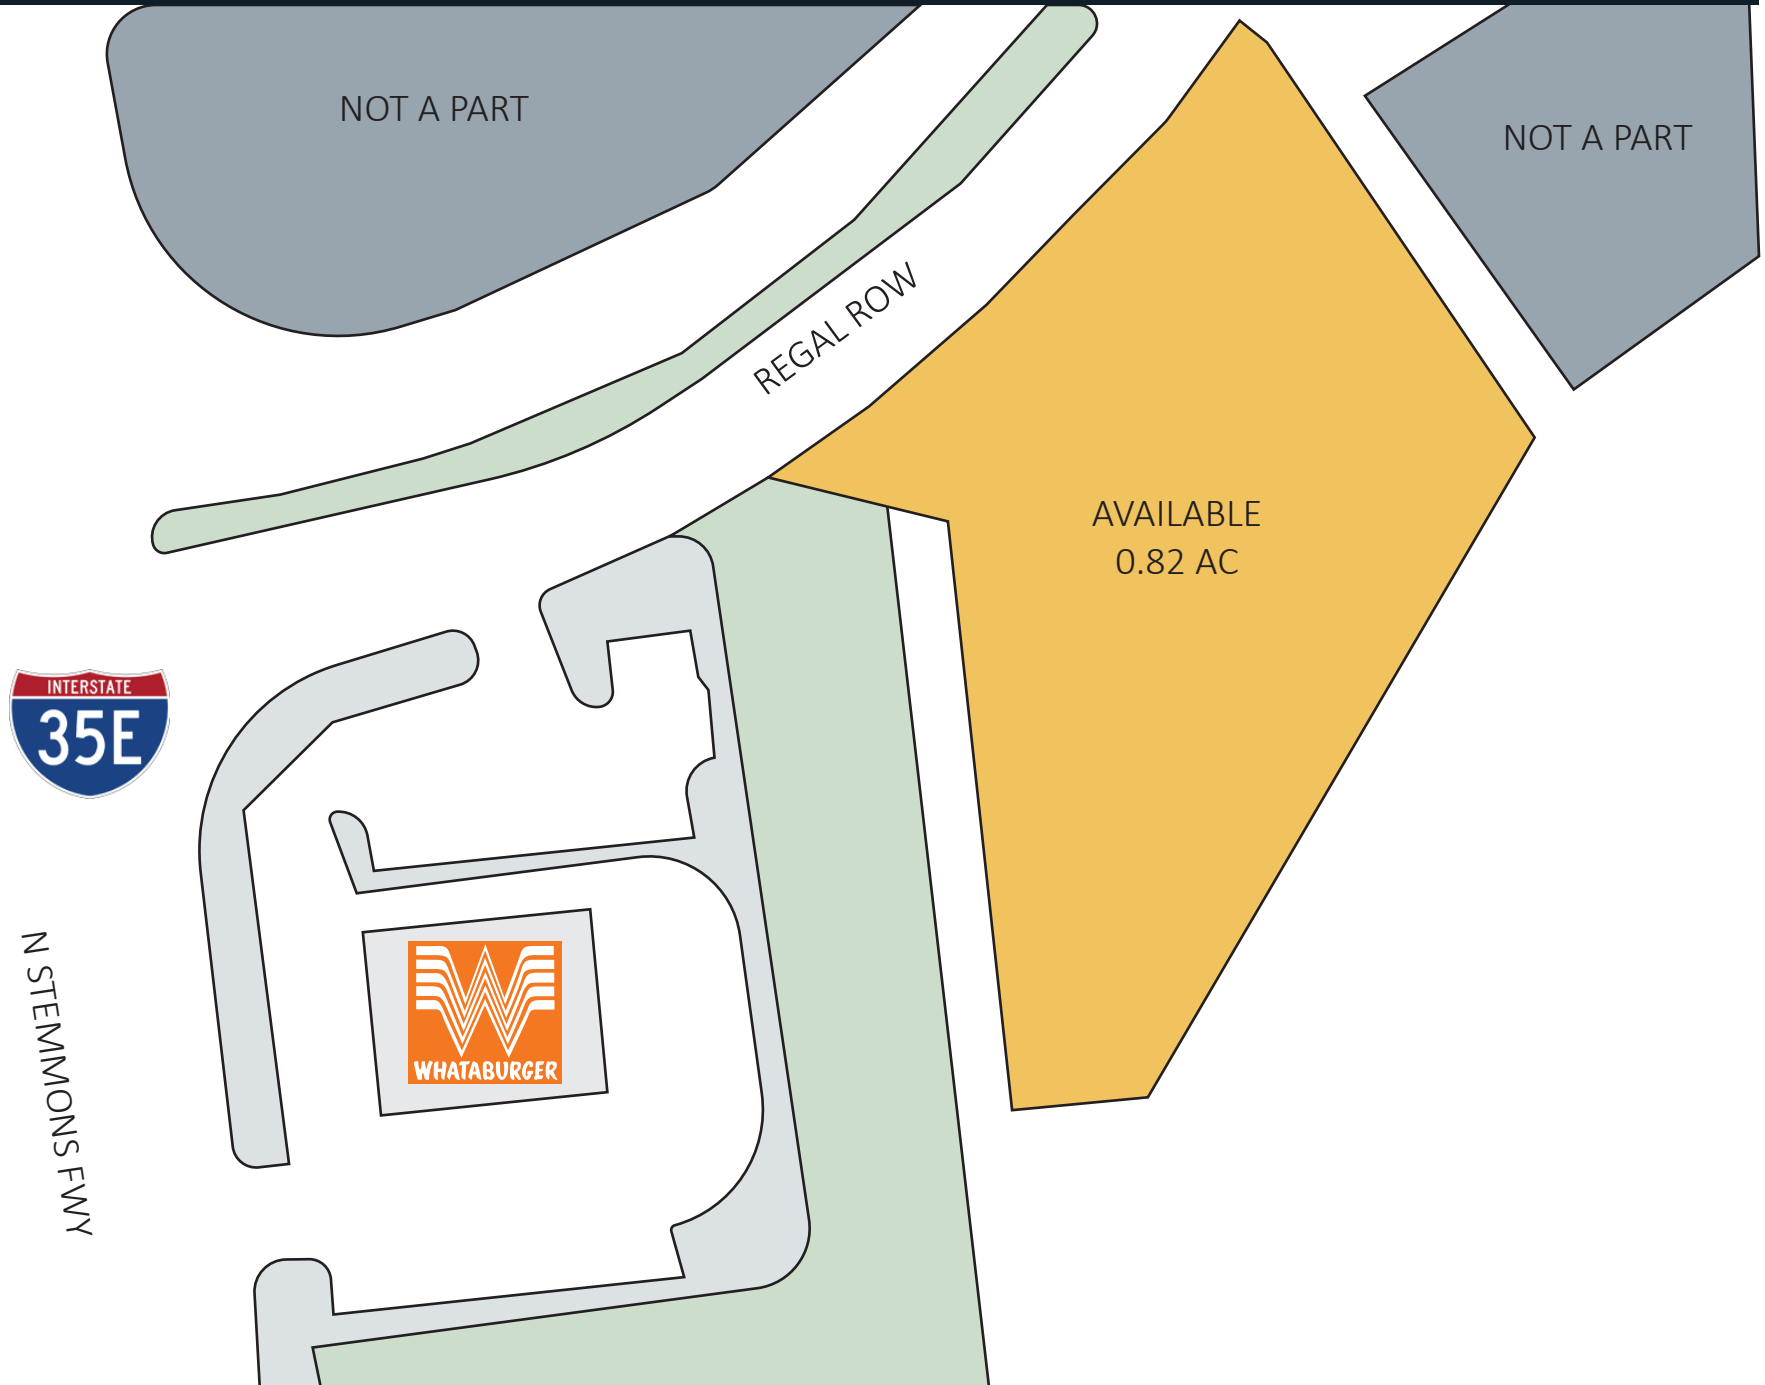 NOT A PART
NOT A PART
REGAL ROW
AVAILABLE
0.82 AC
INTERSTATE
35E
N STEMMONS FWY
WHATABURGER